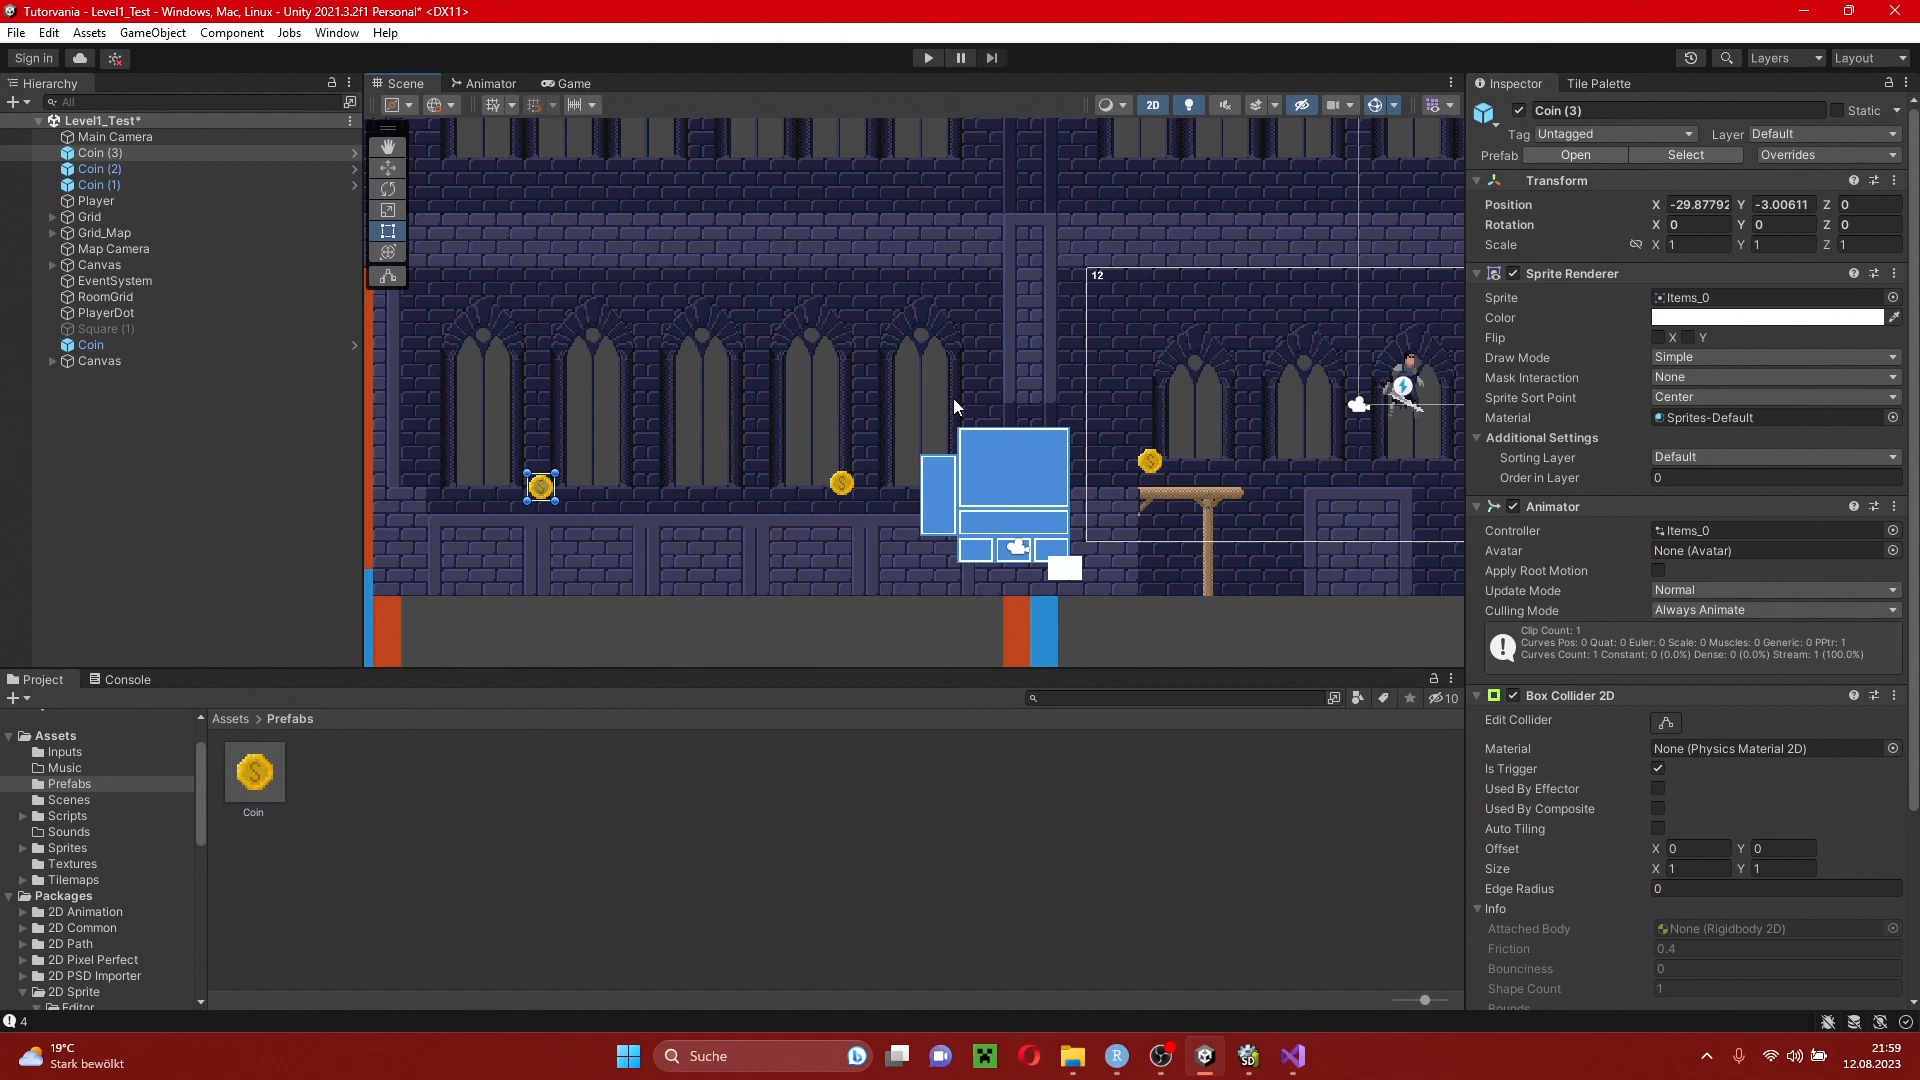 Tutorvania - Level1_Test - Windows, Mac, Linux - Unity 2021.3.2f1 Personal* <DX11>
File Edit Assets GameObject Component Jobs Window Help
Sign in
Layers Layout
Hierarchy
All
Level1_Test*
Main Camera
Coin (3)
Coin (2)
Coin (1)
Player
Grid
Grid_Map
Map Camera
Canvas
EventSystem
RoomGrid
PlayerDot
Square (1)
Coin
Canvas
Scene Animator Game
2D
12
Inspector Tile Palette
Coin (3) Static
Tag Untagged Layer Default
Prefab Open Select Overrides
Transform
Position X -29.87792 Y -3.00611 Z 0
Rotation X 0 Y 0 Z 0
Scale X 1 Y 1 Z 1
Sprite Renderer
Sprite Items_0
Color
Flip X Y
Draw Mode Simple
Mask Interaction None
Sprite Sort Point Center
Material Sprites-Default
Additional Settings
Sorting Layer Default
Order in Layer 0
Animator
Controller Items_0
Avatar None (Avatar)
Apply Root Motion
Update Mode Normal
Culling Mode Always Animate
Clip Count: 1
Curves Pos: 0 Quat: 0 Euler: 0 Scale: 0 Muscles: 0 Generic: 0 PPtr: 1
Curves Count: 1 Constant: 0 (0.0%) Dense: 0 (0.0%) Stream: 1 (100.0%)
Box Collider 2D
Edit Collider
Material None (Physics Material 2D)
Is Trigger
Used By Effector
Used By Composite
Auto Tiling
Offset X 0 Y 0
Size X 1 Y 1
Edge Radius 0
Info
Attached Body None (Rigidbody 2D)
Friction 0.4
Bounciness 0
Shape Count 1
Bounds
Project Console
10
Assets
Inputs
Music
Prefabs
Scenes
Scripts
Sounds
Sprites
Textures
Tilemaps
Packages
2D Animation
2D Common
2D Path
2D Pixel Perfect
2D PSD Importer
2D Sprite
Editor
Assets > Prefabs
Coin
4
19°C
Stark bewölkt
Suche
21:59
12.08.2023